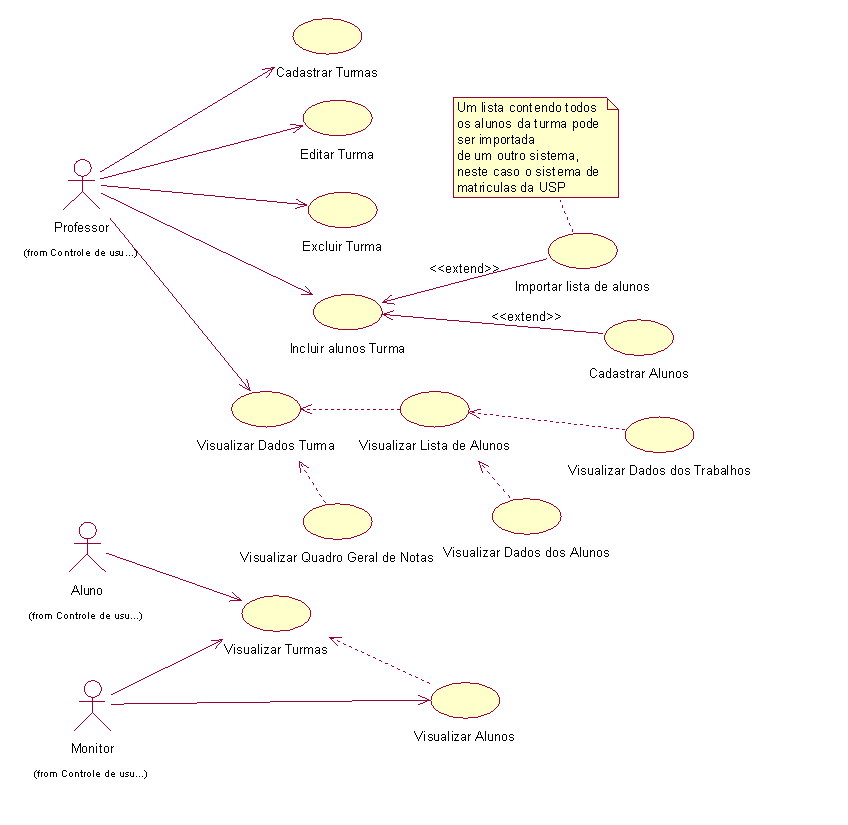 Cadastrar Turmas
Um lista contendo todos
os alunos da turma pode
ser importada
de um outro sistema,
neste caso o sistema de
matriculas da USP
Editar Turma
Professor
(from Controle de usu...)
Excluir Turma
<<extend>>
Importar lista de alunos
<<extend>>
Incluir alunos Turma
Cadastrar Alunos
Visualizar Dados Turma
Visualizar Lista de Alunos
Visualizar Dados dos Trabalhos
Visualizar Quadro Geral de Notas
Visualizar Dados dos Alunos
Aluno
(from Controle de usu...)
Visualizar Turmas
Visualizar Alunos
Monitor
(from Controle de usu...)